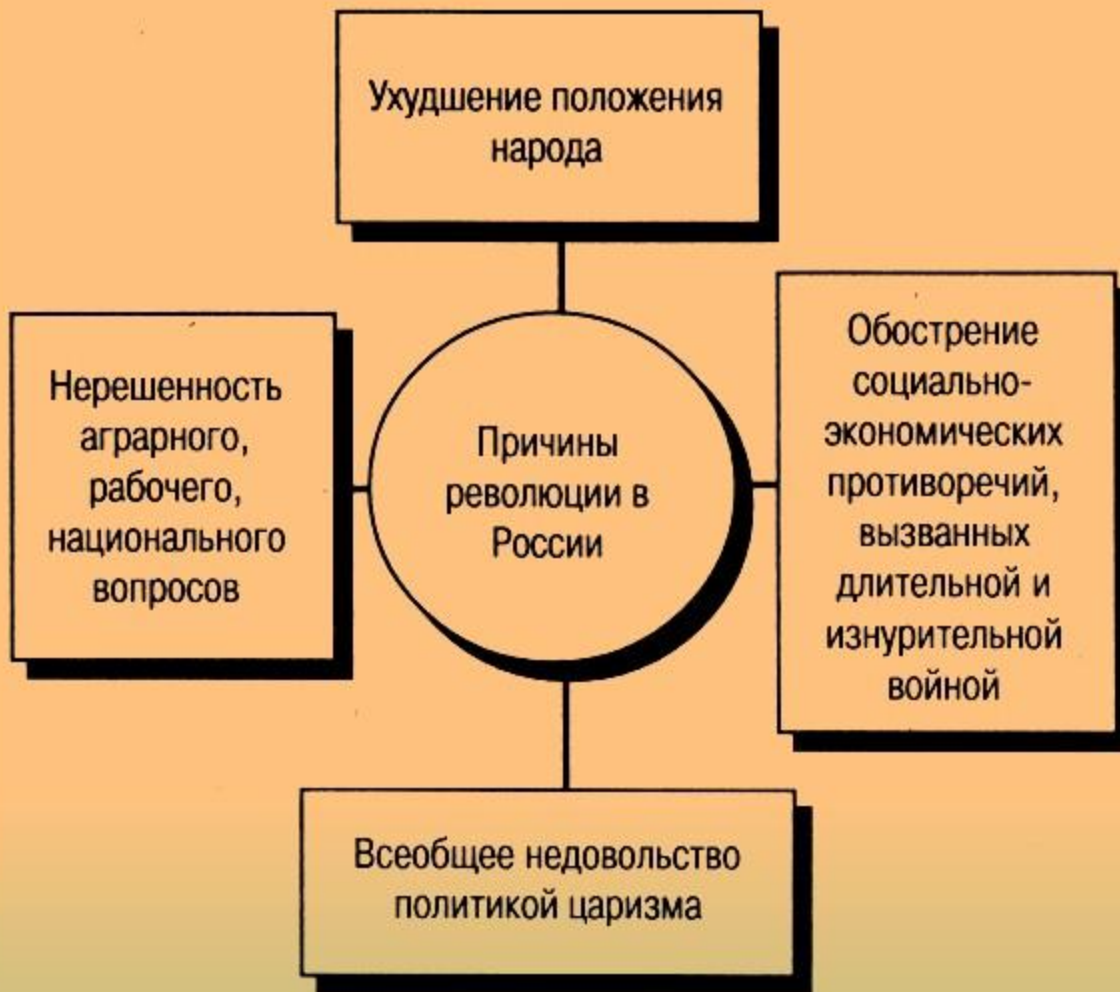 Ухудшение положения
народа
Нерешенность
аграрного,
рабочего,
национального
вопросов
Причины
революции в
России
Обострение
социально-
экономических
противоречий,
вызванных
длительной и
изнурительной
войной
Всеобщее недовольство
политикой царизма